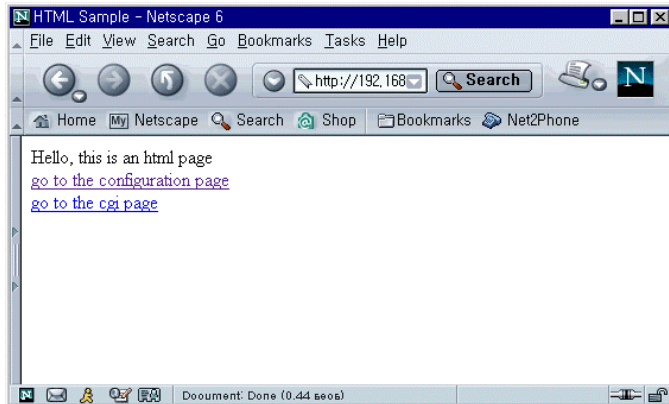 N HTML Sample - Netscape 6
File Edit View Search Go Bookmarks Tasks Help
http://192,168 Search N
Home My Netscape Search Shop Bookmarks Net2Phone
Hello, this is an html page
go to the configuration page
go to the cgi page
N Document: Done (0.44 secs)